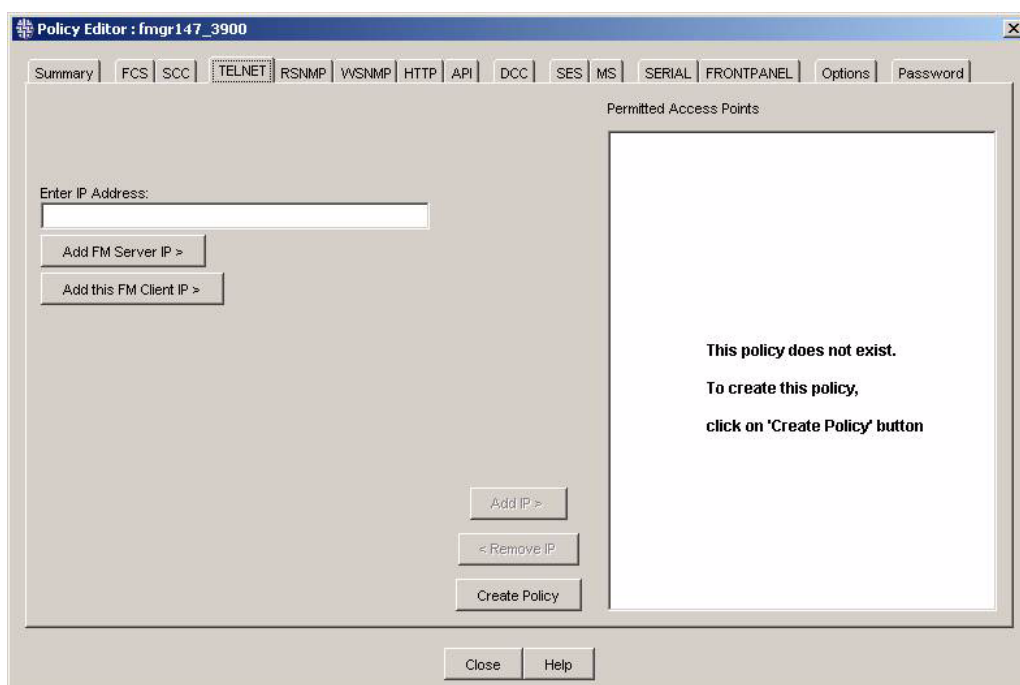 Policy Editor : fmgr147_3900
Summary FCS SCC TELNET RSNMP WSNMP HTTP API DCC SES MS SERIAL FRONTPANEL Options Password
Permitted Access Points
Enter IP Address:
Add FM Server IP >
Add this FM Client IP >
This policy does not exist.
To create this policy,
click on 'Create Policy' button
Add IP >
< Remove IP
Create Policy
Close Help